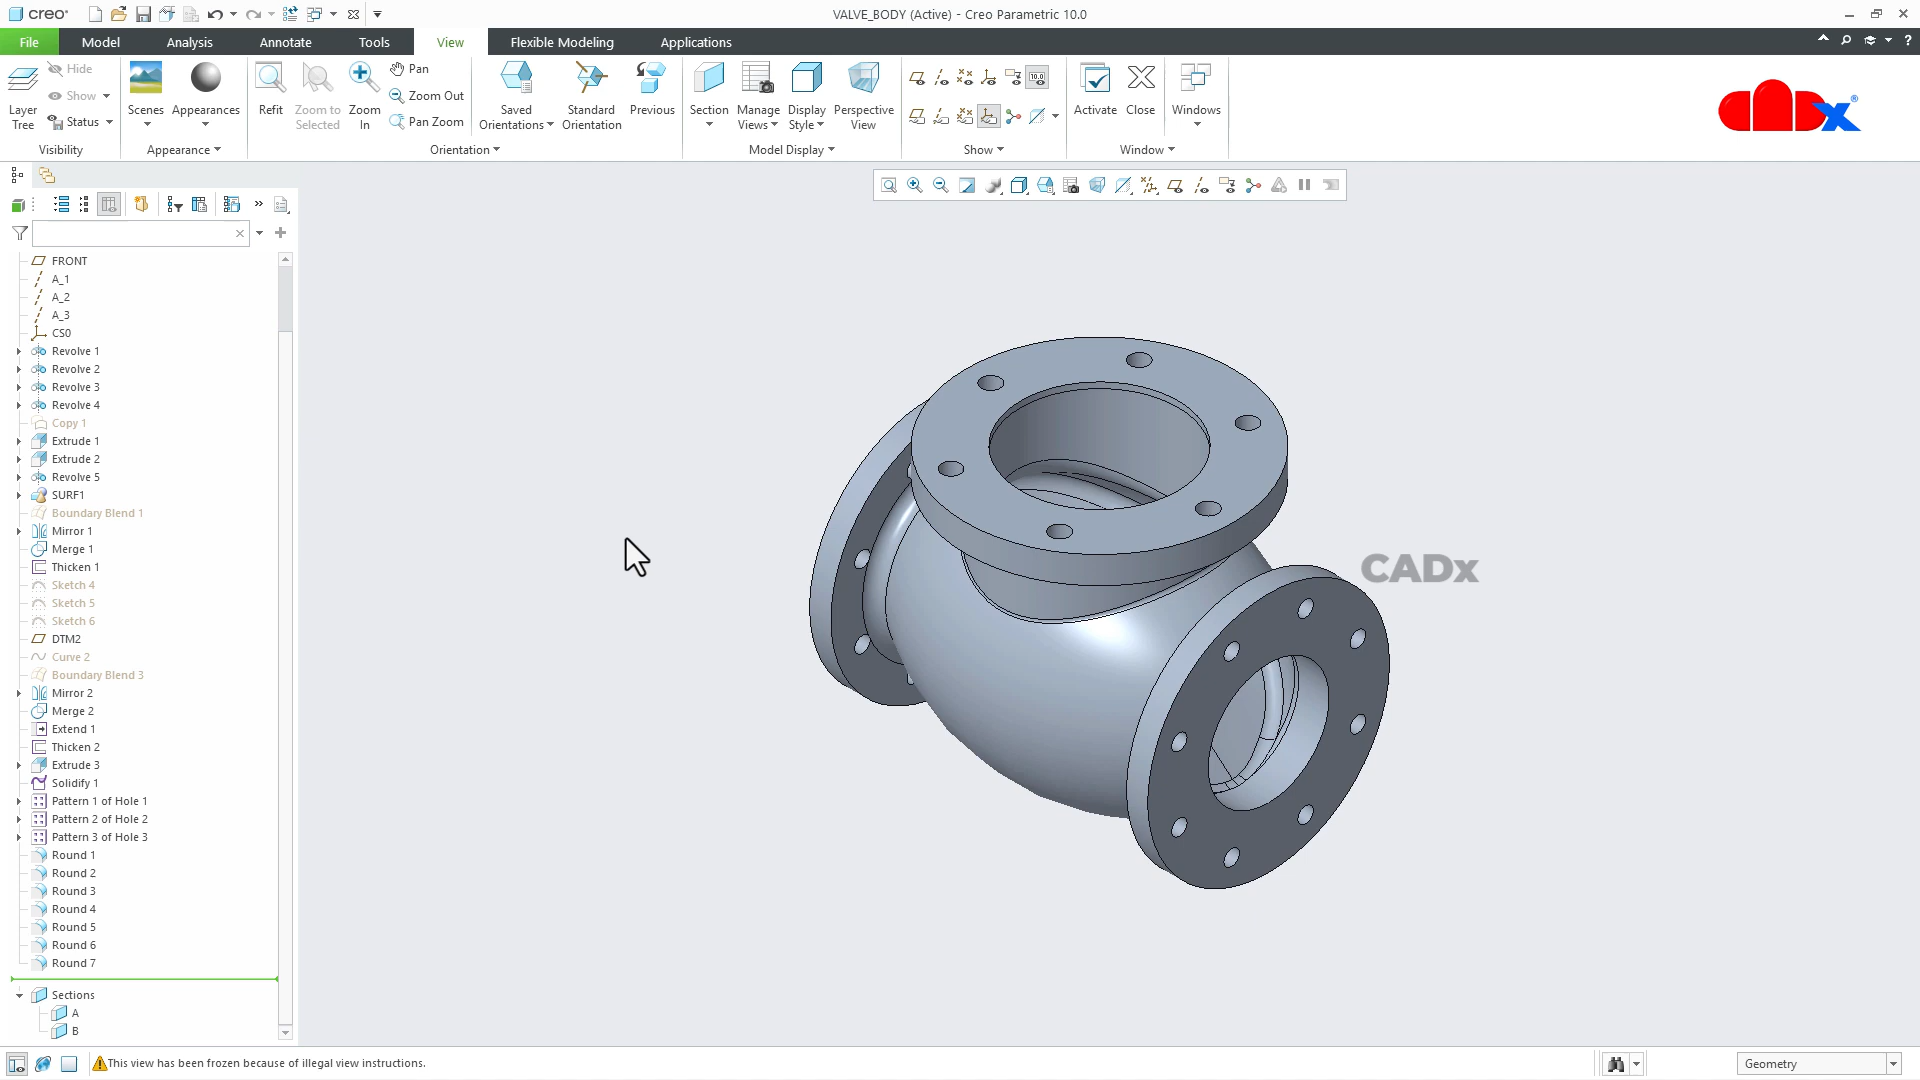 creo
VALVE_BODY (Active) - Creo Parametric 10.0
File Model Analysis Annotate Tools View Flexible Modeling Applications
Layer Tree
Hide
Show
Status
Visibility
Scenes
Appearances
Appearance
Refit
Zoom to Selected
Zoom In
Pan
Zoom Out
Pan Zoom
Saved Orientations
Standard Orientation
Previous
Orientation
Section
Manage Views
Display Style
Perspective View
Model Display
10.0
Show
Activate
Close
Windows
Window
CADx®
FRONT
A_1
A_2
A_3
CS0
Revolve 1
Revolve 2
Revolve 3
Revolve 4
Copy 1
Extrude 1
Extrude 2
Revolve 5
SURF1
Boundary Blend 1
Mirror 1
Merge 1
Thicken 1
Sketch 4
Sketch 5
Sketch 6
DTM2
Curve 2
Boundary Blend 3
Mirror 2
Merge 2
Extend 1
Thicken 2
Extrude 3
Solidify 1
Pattern 1 of Hole 1
Pattern 2 of Hole 2
Pattern 3 of Hole 3
Round 1
Round 2
Round 3
Round 4
Round 5
Round 6
Round 7
Sections
A
B
CADx
This view has been frozen because of illegal view instructions.
Geometry